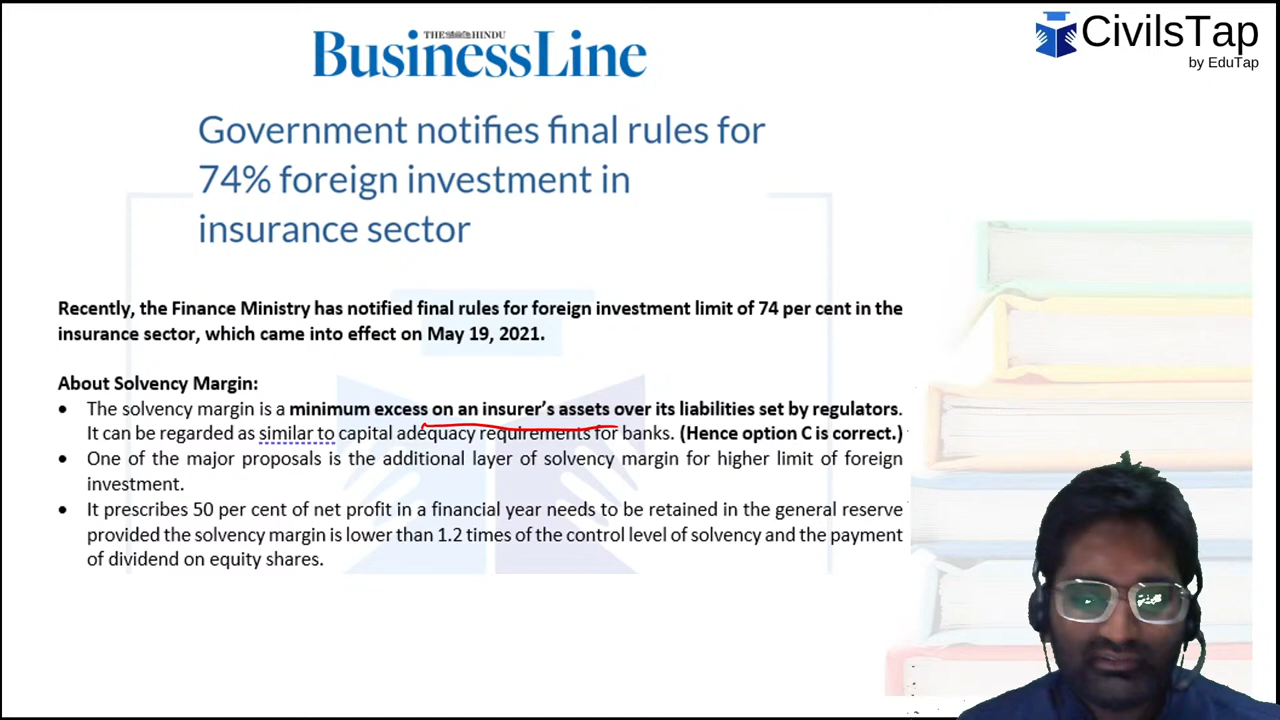 THE HINDU
BusinessLine
CivilsTap
by EduTap
Government notifies final rules for
74% foreign investment in
insurance sector
Recently, the Finance Ministry has notified final rules for foreign investment limit of 74 per cent in the
insurance sector, which came into effect on May 19, 2021.
About Solvency Margin:
• The solvency margin is a minimum excess on an insurer's assets over its liabilities set by regulators.
It can be regarded as similar to capital adequacy requirements for banks. (Hence option C is correct.)
• One of the major proposals is the additional layer of solvency margin for higher limit of foreign
investment.
• It prescribes 50 per cent of net profit in a financial year needs to be retained in the general reserve
provided the solvency margin is lower than 1.2 times of the control level of solvency and the payment
of dividend on equity shares.